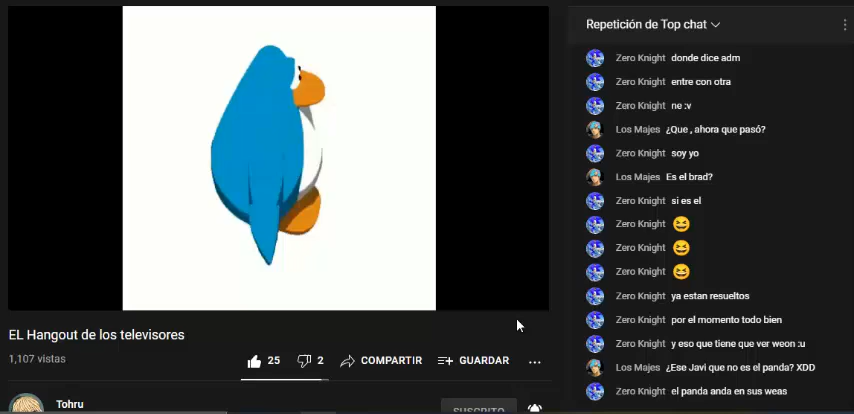 Repetición de Top chat
Zero Knight donde dice adm
Zero Knight entre con otra
Zero Knight ne :v
Los Majes ¿Que , ahora que pasó?
Zero Knight soy yo
Los Majes Es el brad?
Zero Knight si es el
Zero Knight 😆
Zero Knight 😆
Zero Knight 😆
Zero Knight ya estan resueltos
Zero Knight por el momento todo bien
Zero Knight y eso que tiene que ver weon :u
Los Majes ¿Ese Javi que no es el panda? XDD
Zero Knight el panda anda en sus weas
EL Hangout de los televisores
1,107 vistas
25 2 COMPARTIR GUARDAR
Tohru
SUSCRITO